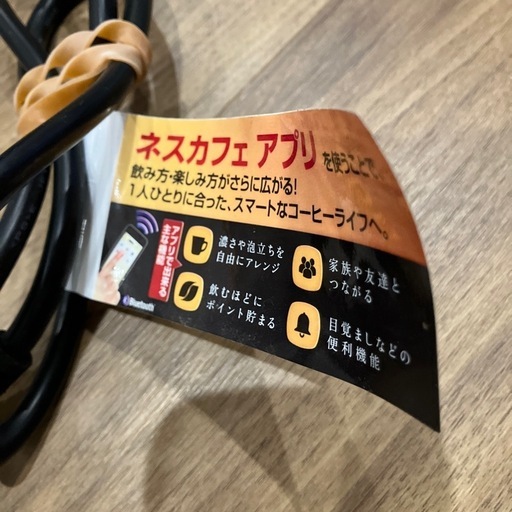 ネスカフェ アプリ を使うことで、
飲み方・楽しみ方がさらに広がる!
1人ひとりに合った、スマートなコーヒーライフへ。
アプリで出来る
主な機能
濃さや泡立ちを
自由にアレンジ
家族や友達と
つながる
飲むほどに
ポイント貯まる
目覚ましなどの
便利機能
Bluetooth